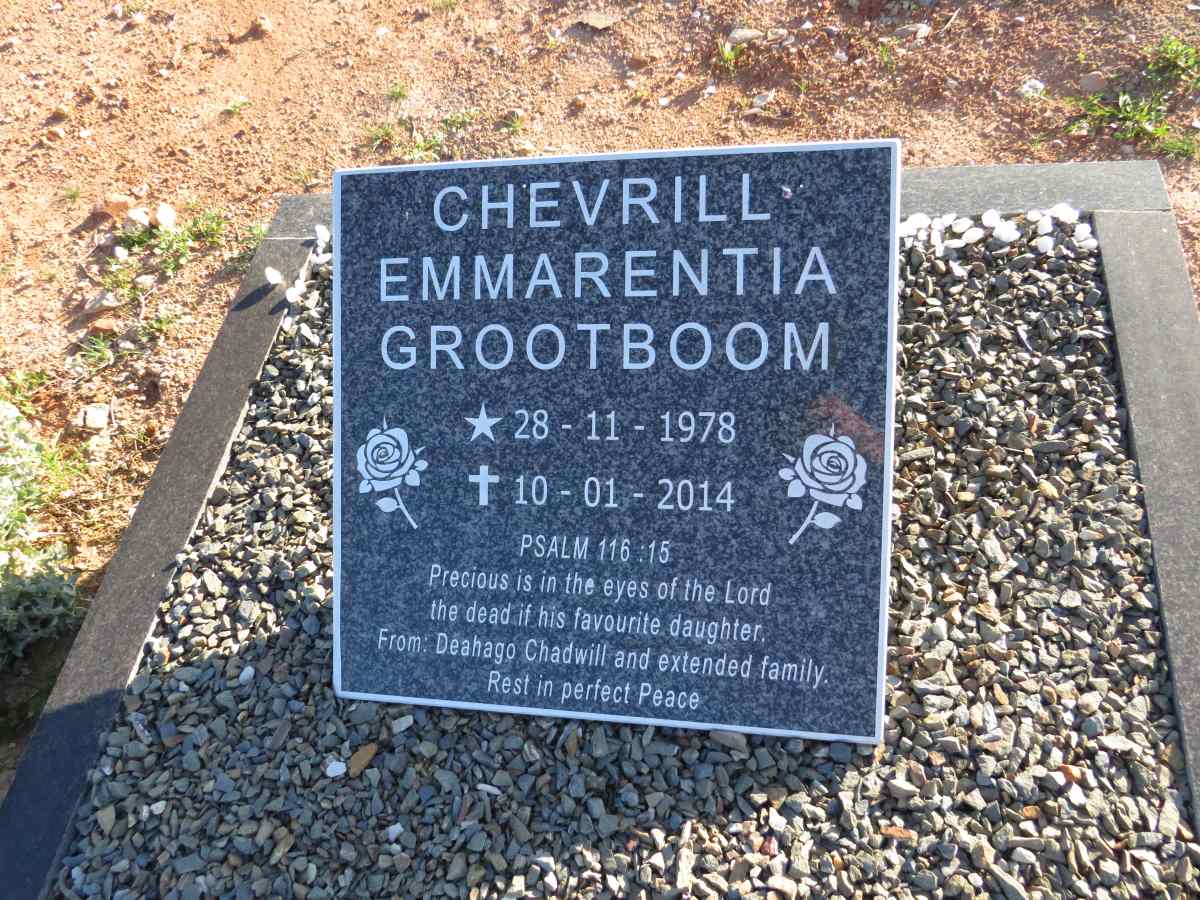 CHEVRILL
EMMARENTIA
GROOTBOOM
28 - 11 - 1978
10 - 01 - 2014
PSALM 116 :15
Precious is in the eyes of the Lord
the dead if his favourite daughter.
From: Deahago Chadwill and extended family.
Rest in perfect Peace